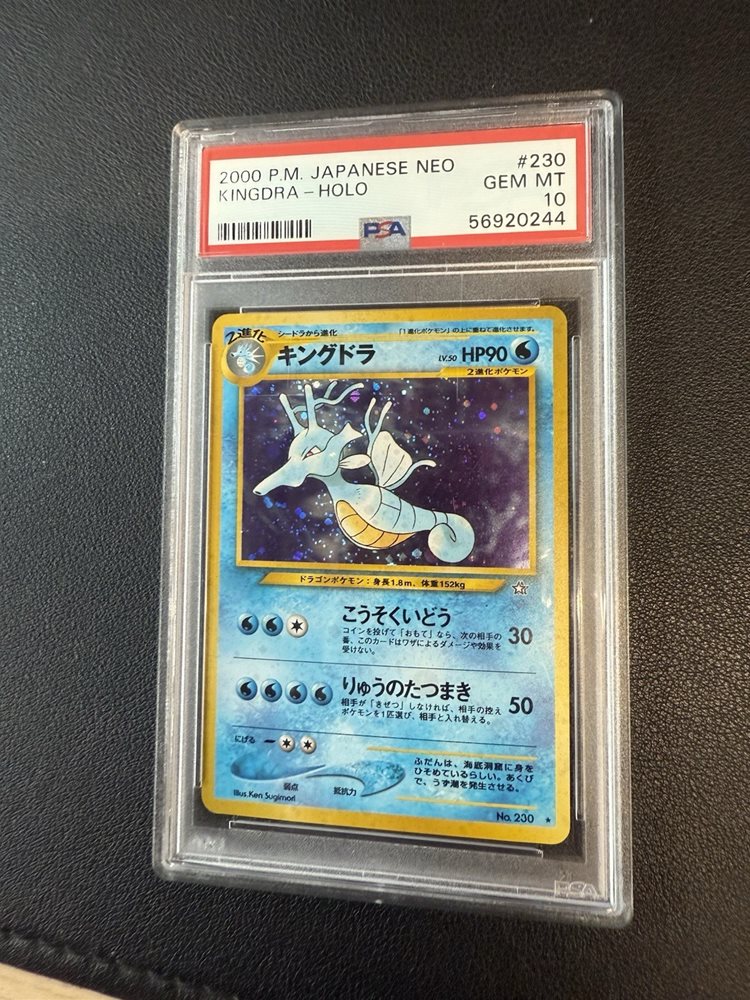 2000 P.M. JAPANESE NEO #230
KINGDRA – HOLO GEM MT
10
PSA 56920244
2進化 シードラから進化 「1進化ポケモン」の上に重ねて進化させます。
キングドラ LV.50 HP90
2進化ポケモン
ドラゴンポケモン：身長1.8m、体重152kg
こうそくいどう 30
コインを投げて「おもて」なら、次の相手の
番、このカードはワザによるダメージや効果を
受けない。
りゅうのたつまき 50
相手が「きぜつ」しなければ、相手の控え
ポケモンを1匹選び、相手と入れ替える。
にげる
ふだんは、海底洞窟に身を
ひそめているらしい。あくび
で、うず潮を発生させる。
弱点 抵抗力
Illus.Ken Sugimori
No. 230
PSA